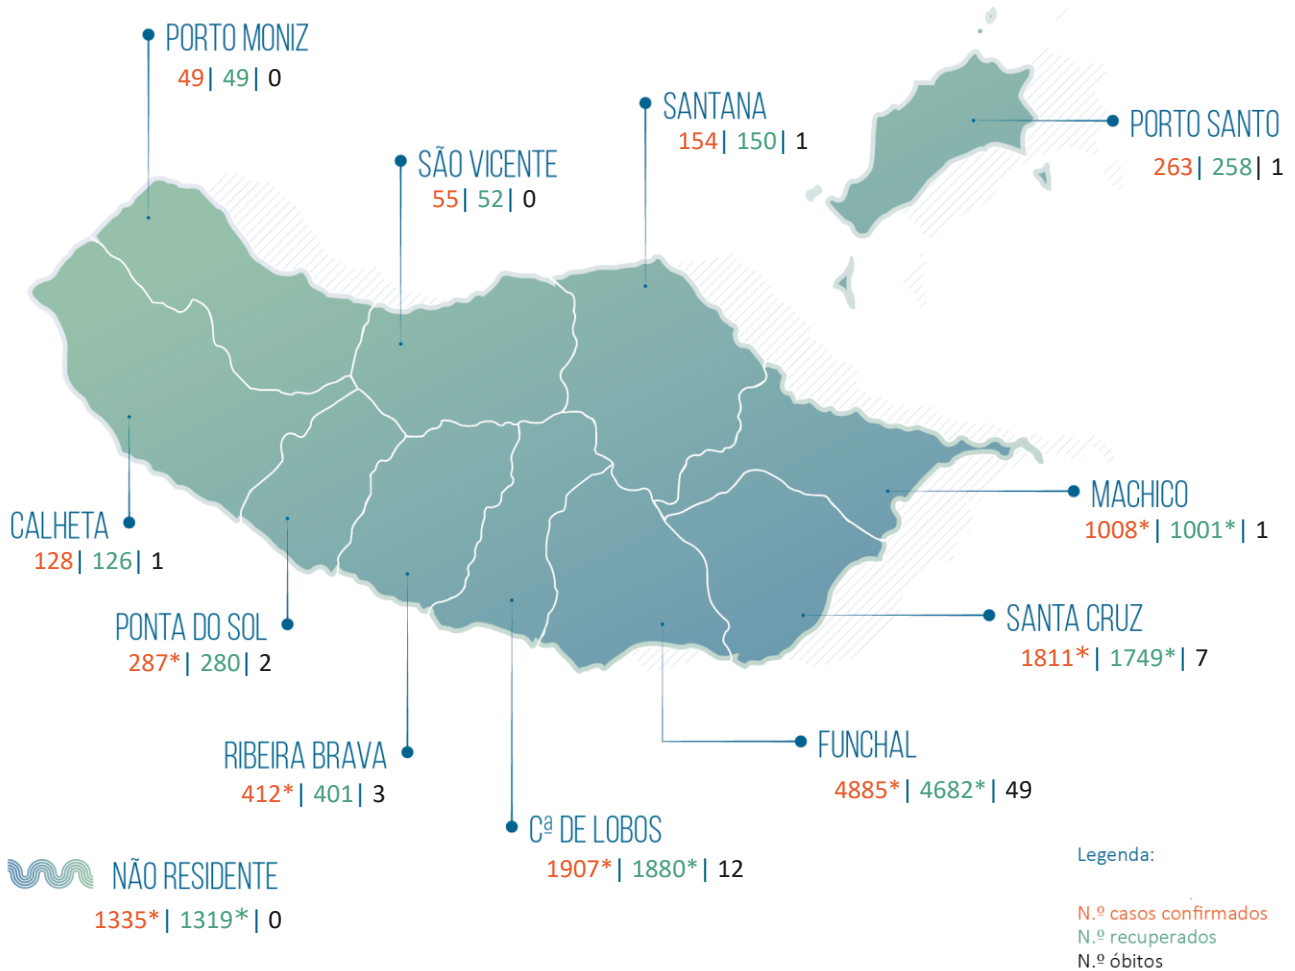 PORTO MONIZ
49| 49| 0
SANTANA
154| 150| 1
PORTO SANTO
263| 258| 1
SÃO VICENTE
55| 52| 0
MACHICO
1008*| 1001*| 1
CALHETA
128| 126| 1
PONTA DO SOL
287*| 280| 2
SANTA CRUZ
1811*| 1749*| 7
RIBEIRA BRAVA
412*| 401| 3
FUNCHAL
4885*| 4682*| 49
Cª DE LOBOS
1907*| 1880*| 12
NÃO RESIDENTE
1335*| 1319*| 0
Legenda:
N.º casos confirmados
N.º recuperados
N.º óbitos